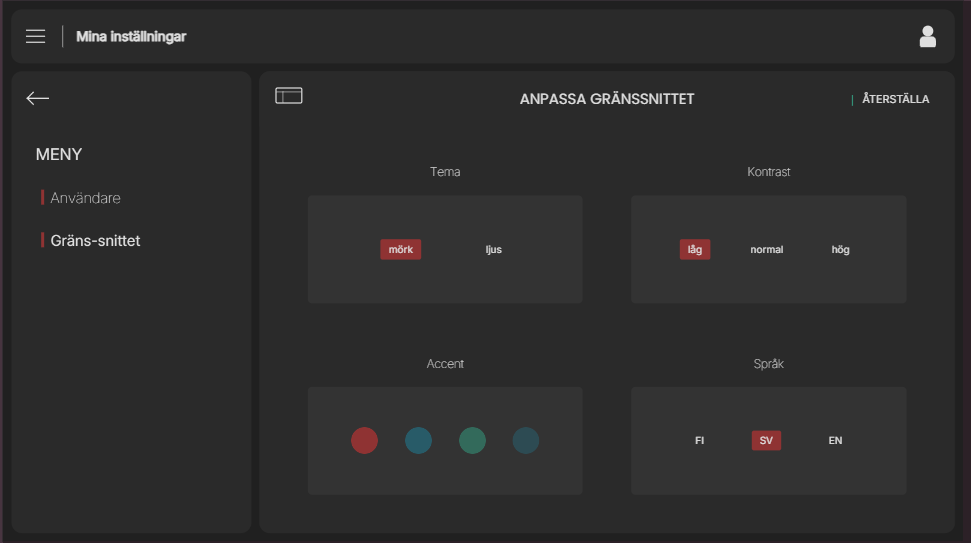 Mina inställningar
MENY
Användare
Gräns-snittet
ANPASSA GRÄNSSNITTET
ÅTERSTÄLLA
Tema
mörk ljus
Kontrast
låg normal hög
Accent
Språk
FI SV EN